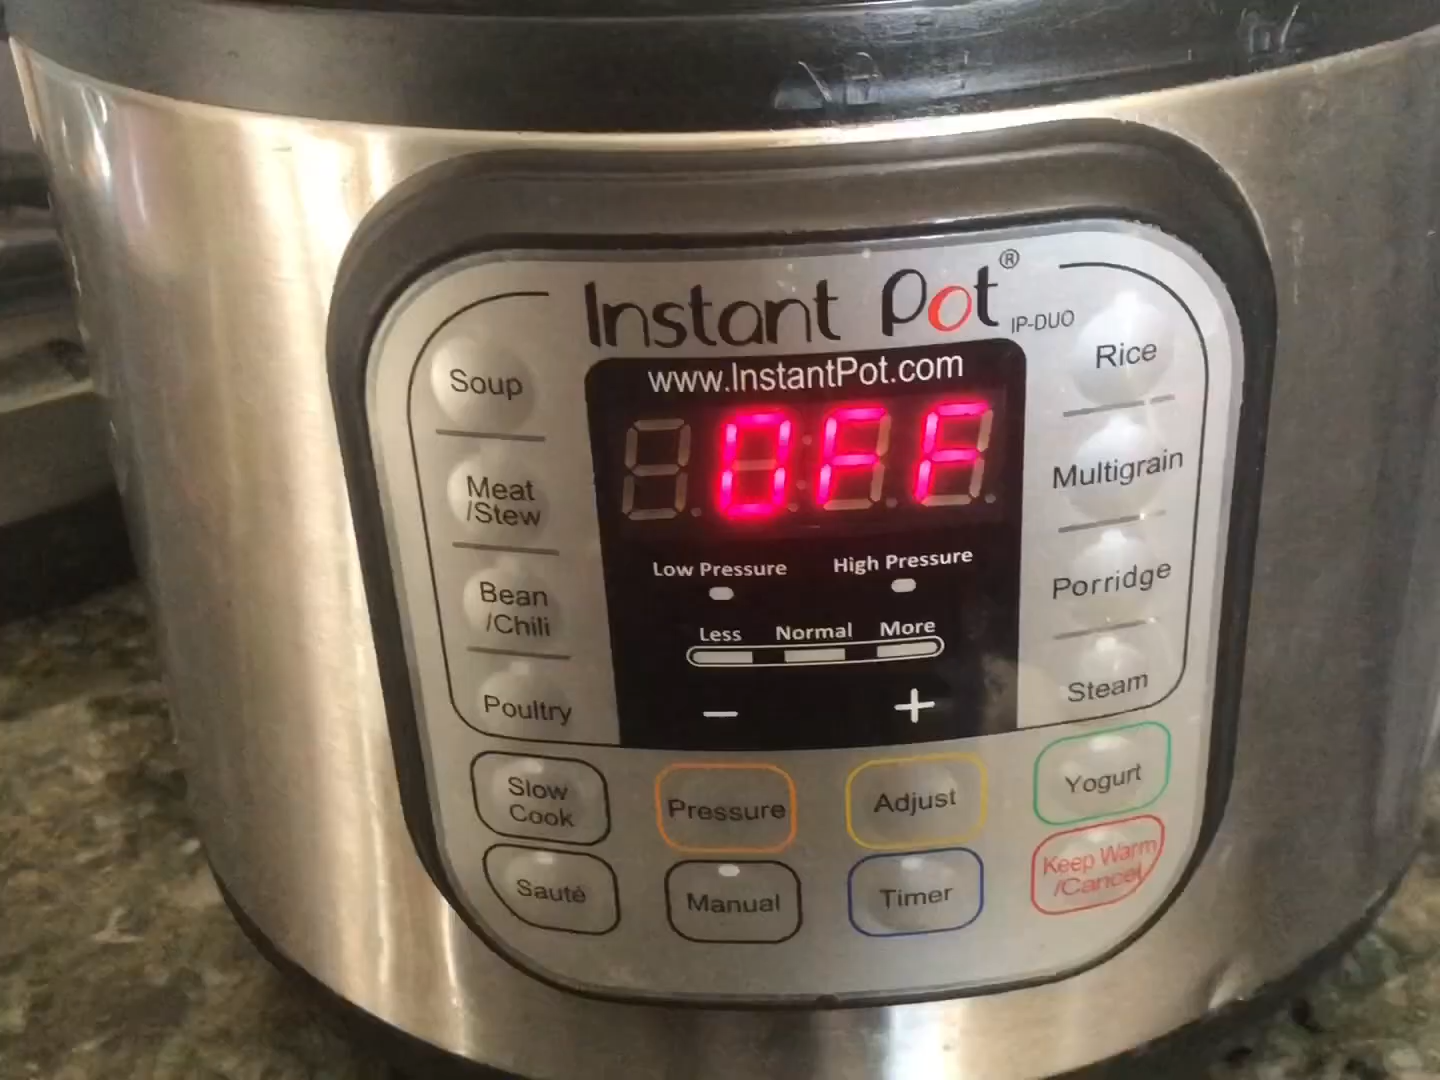 Instant Pot®
IP-DUO
www.InstantPot.com
OFF
Soup
Meat
/Stew
Bean
/Chili
Poultry
Low Pressure
High Pressure
Less Normal More
− +
Rice
Multigrain
Porridge
Steam
Slow
Cook
Pressure
Adjust
Yogurt
Sauté
Manual
Timer
Keep Warm
/Cancel